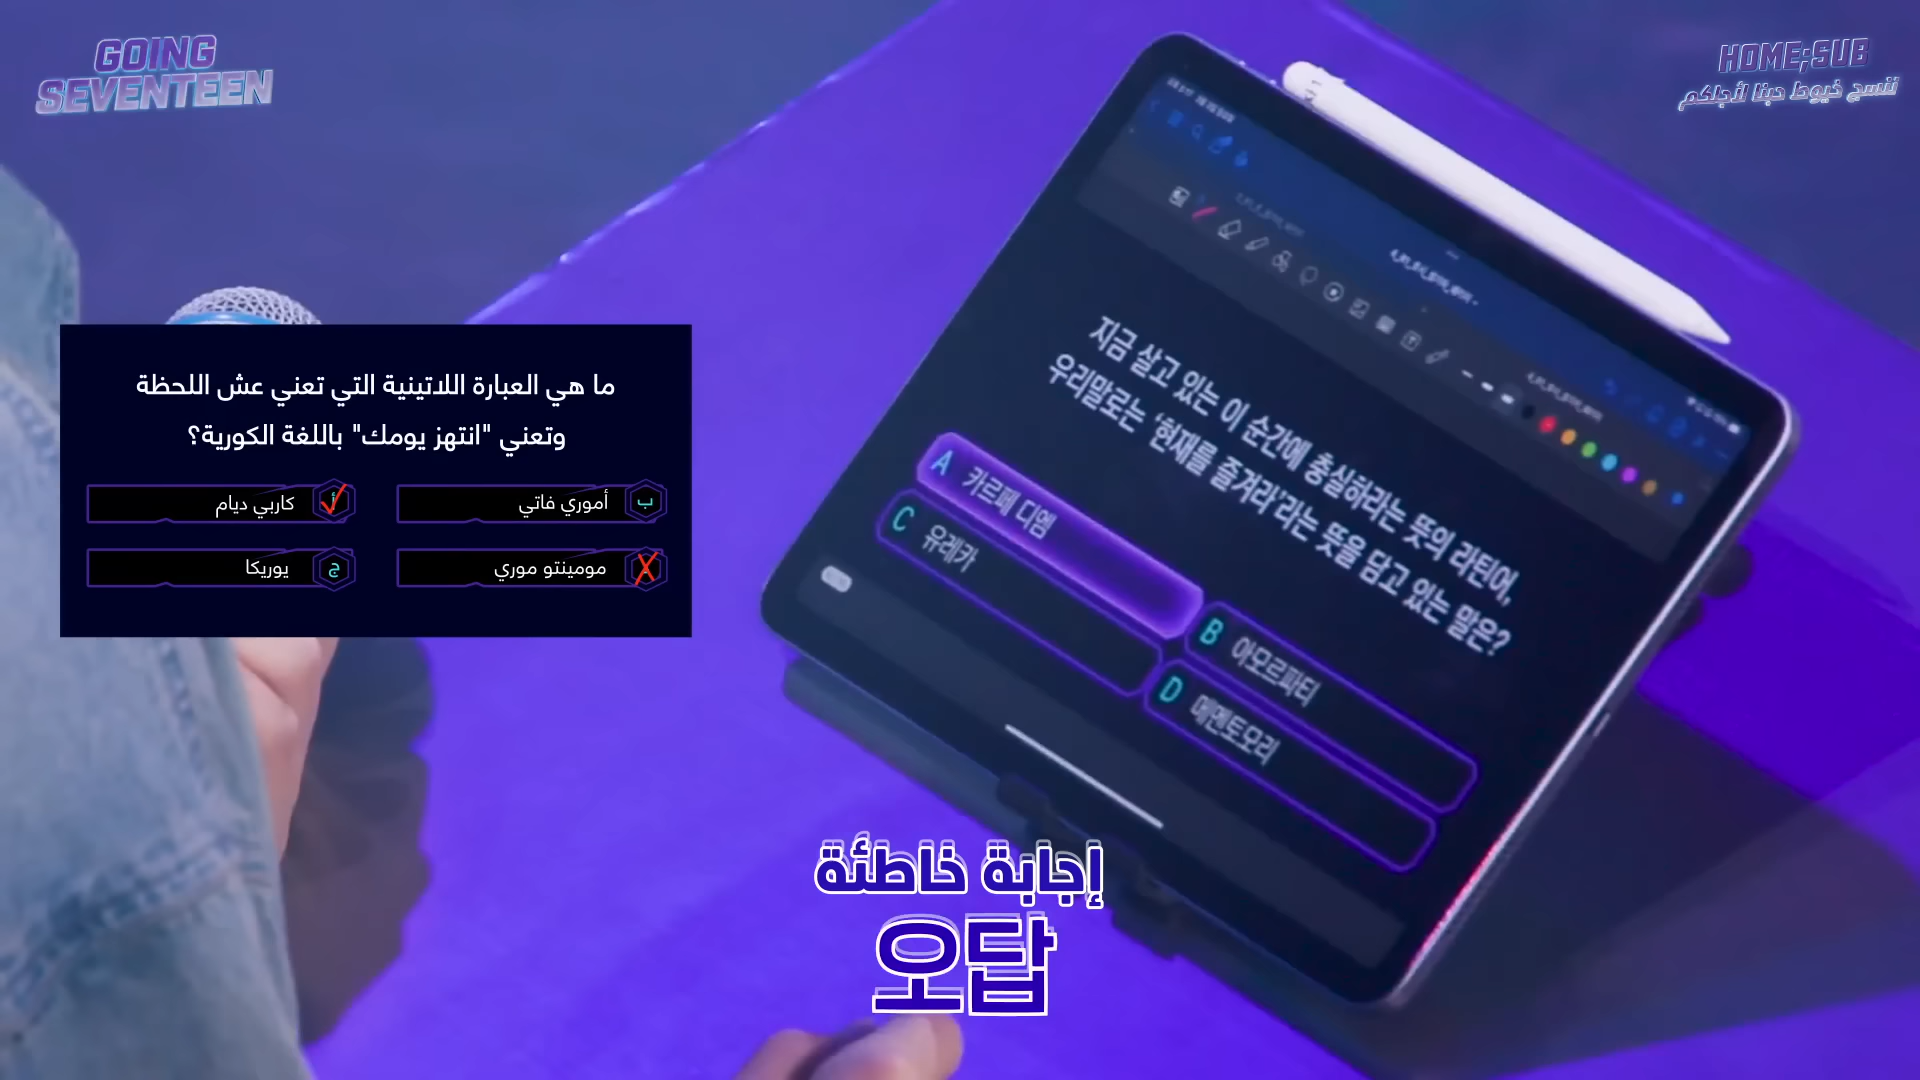 GOING
SEVENTEEN
HOME;SUB
ننسج خيوط حبنا لأجلكم
ما هي العبارة اللاتينية التي تعني عش اللحظة
وتعني "انتهز يومك" باللغة الكورية؟
أ كاربي ديام
ب أموري فاتي
ج يوريكا
مومينتو موري
지금 살고 있는 이 순간에 충실하라는 뜻의 라틴어,
우리말로는 ‘현재를 즐겨라’라는 뜻을 담고 있는 말은?
A 카르페 디엠
B 아모르파티
C 유레카
D 메멘토모리
إجابة خاطئة
오답